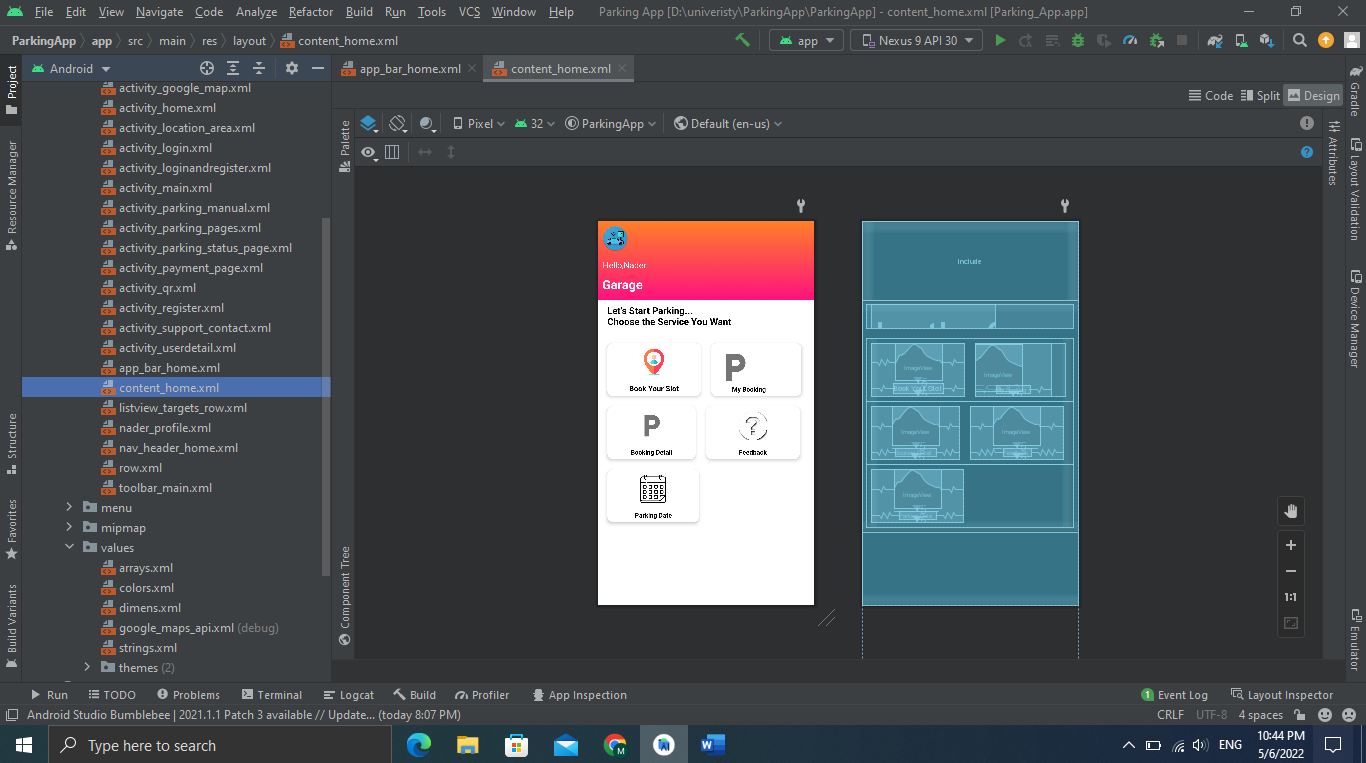 File Edit View Navigate Code Analyze Refactor Build Run Tools VCS Window Help Parking App [D:\univeristy\ParkingApp\ParkingApp] - content_home.xml [Parking_App.app]
ParkingApp app src main res layout content_home.xml
app Nexus 9 API 30
Project
Android
app_bar_home.xml content_home.xml
Gradle
activity_google_map.xml
activity_home.xml
activity_location_area.xml
activity_login.xml
activity_loginandregister.xml
activity_main.xml
activity_parking_manual.xml
activity_parking_pages.xml
activity_parking_status_page.xml
activity_payment_page.xml
activity_qr.xml
activity_register.xml
activity_support_contact.xml
activity_userdetail.xml
app_bar_home.xml
content_home.xml
listview_targets_row.xml
nader_profile.xml
nav_header_home.xml
row.xml
toolbar_main.xml
menu
mipmap
values
arrays.xml
colors.xml
dimens.xml
google_maps_api.xml (debug)
strings.xml
themes (2)
Resource Manager
Structure
Favorites
Build Variants
Code Split Design
Palette
Pixel 32 ParkingApp Default (en-us)
Attributes
Layout Validation
Device Manager
Emulator
Component Tree
Hello,Nader
Garage
Let's Start Parking...
Choose the Service You Want
Book Your Slot
My Booking
Booking Detail
Feedback
Parking Date
Include
ImageView
ImageView
Book Your Slot
ImageView
ImageView
ImageView
1:1
Run TODO Problems Terminal Logcat Build Profiler App Inspection 1 Event Log Layout Inspector
Android Studio Bumblebee | 2021.1.1 Patch 3 available // Update... (today 8:07 PM) CRLF UTF-8 4 spaces
Type here to search
ENG
10:44 PM
5/6/2022